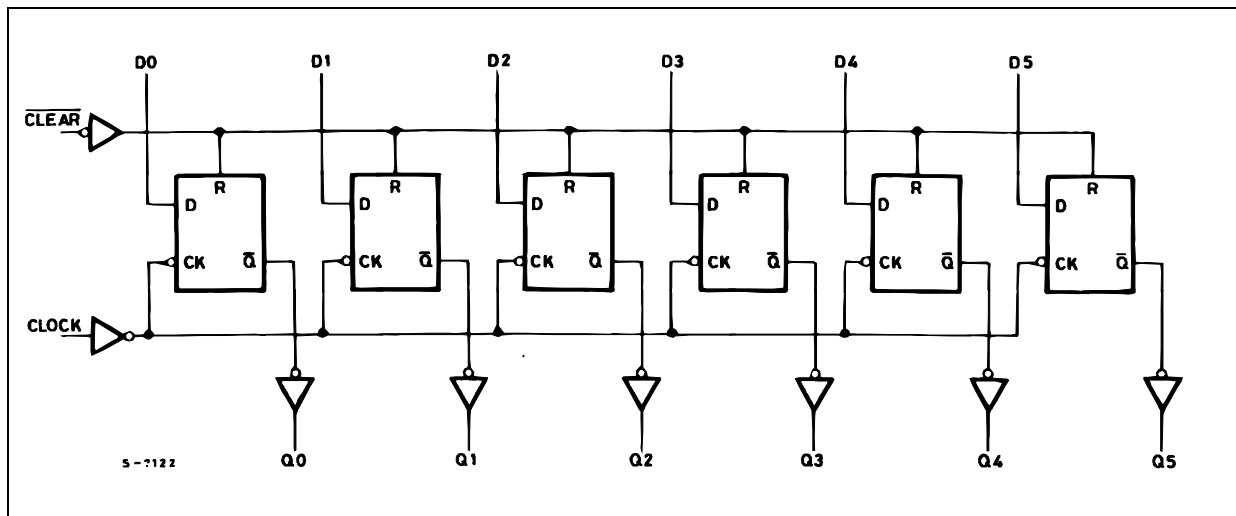 D0 D1 D2 D3 D4 D5
C̅L̅E̅A̅R̅
R R R R R R
D D D D D D
CK Q̅ CK Q̅ CK Q̅ CK Q̅ CK Q̅ CK Q̅
CLOCK
Q0 Q1 Q2 Q3 Q4 Q5